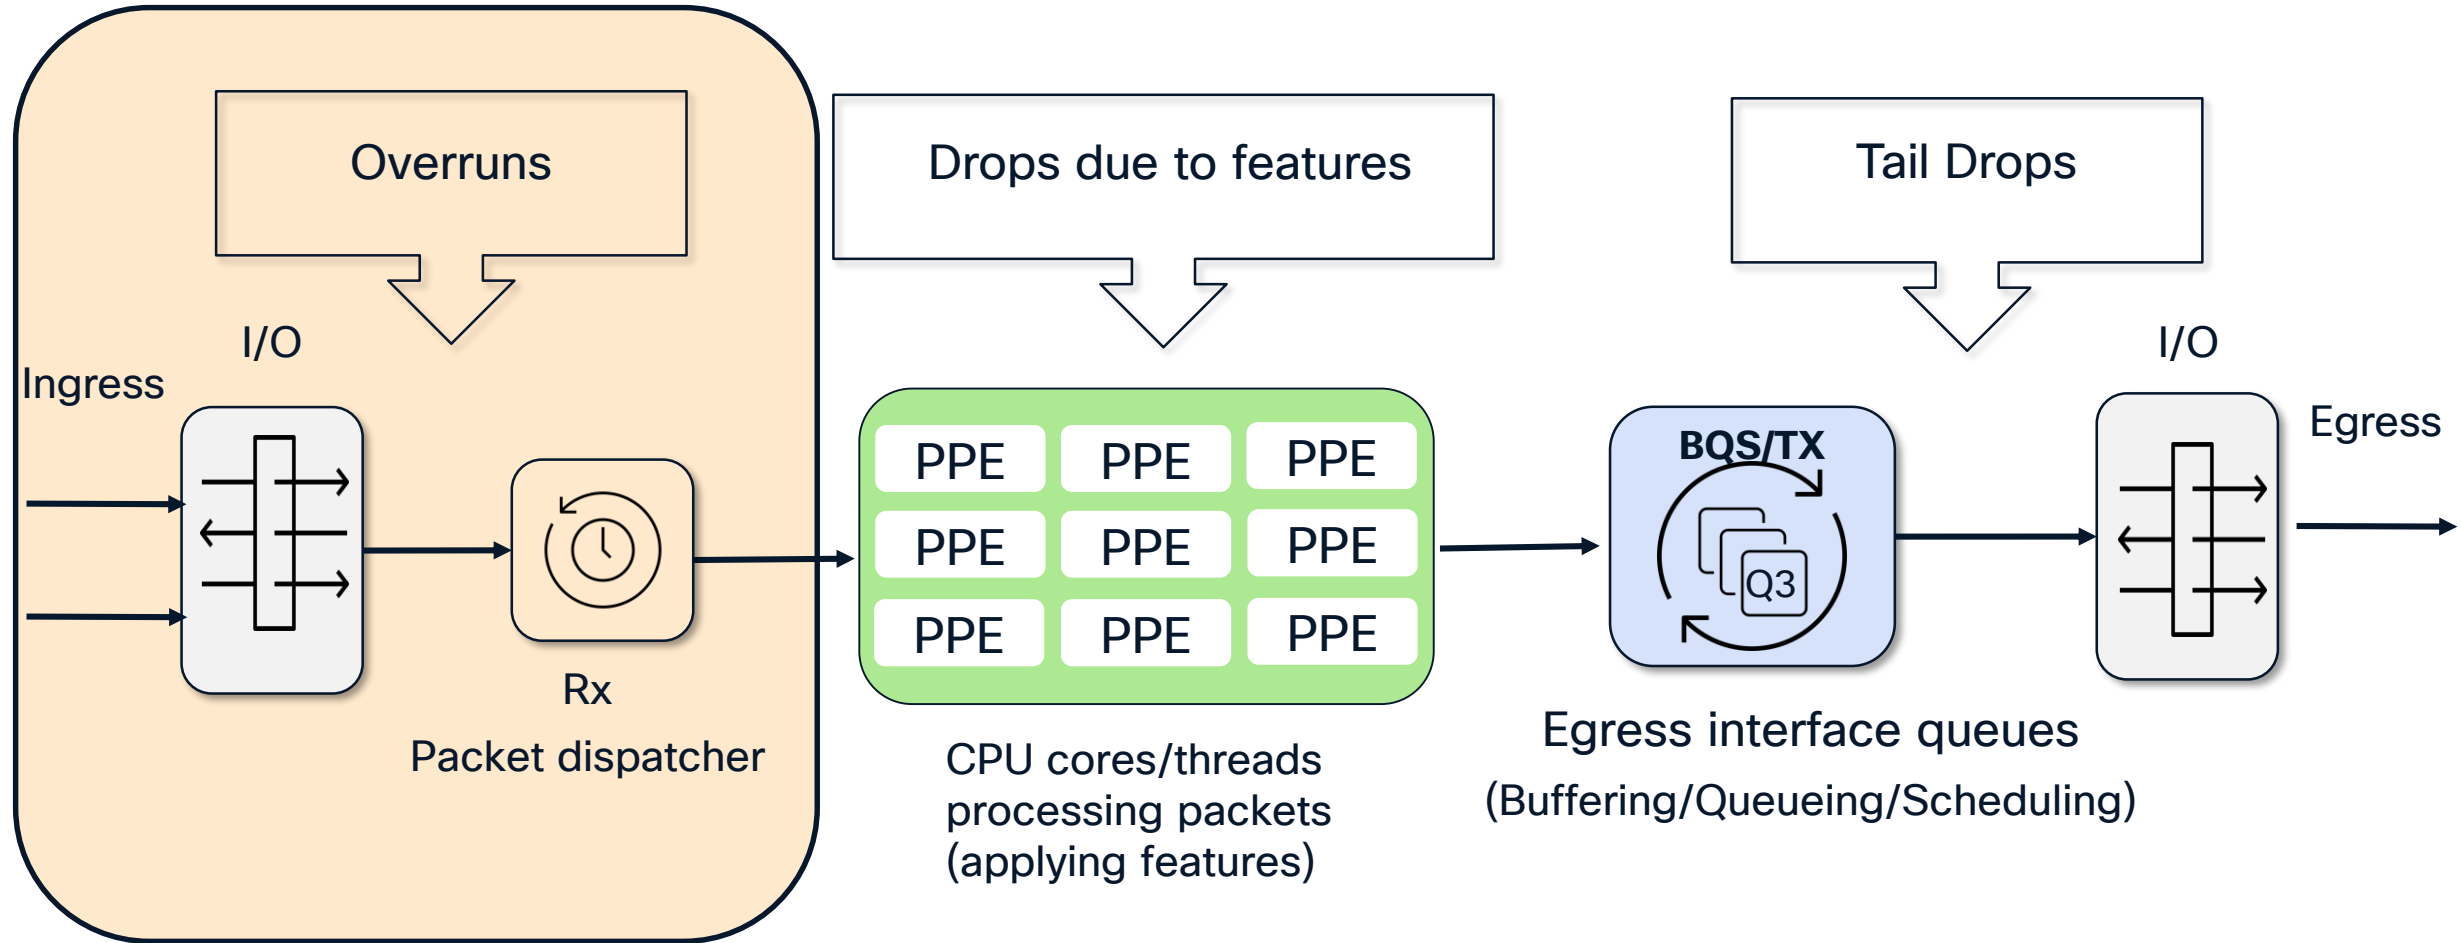 Overruns
Drops due to features
Tail Drops
I/O
I/O
Ingress
Egress
PPE PPE PPE
PPE PPE PPE
PPE PPE PPE
BQS/TX
Q3
Rx
Packet dispatcher
CPU cores/threads
processing packets
(applying features)
Egress interface queues
(Buffering/Queueing/Scheduling)